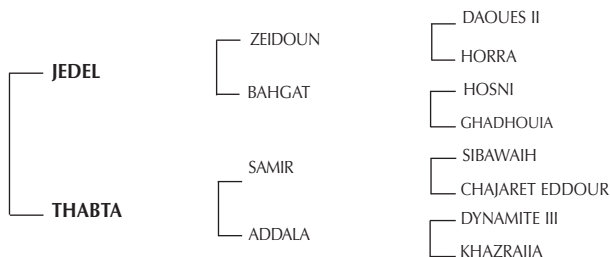 DAOUES II
ZEIDOUN
HORRA
JEDEL
HOSNI
BAHGAT
GHADHOUIA
SIBAWAIH
SAMIR
CHAJARET EDDOUR
THABTA
DYNAMITE III
ADDALA
KHAZRAIIA